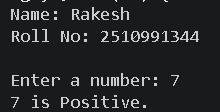 Name: Rakesh
Roll No: 2510991344
Enter a number: 7
7 is Positive.